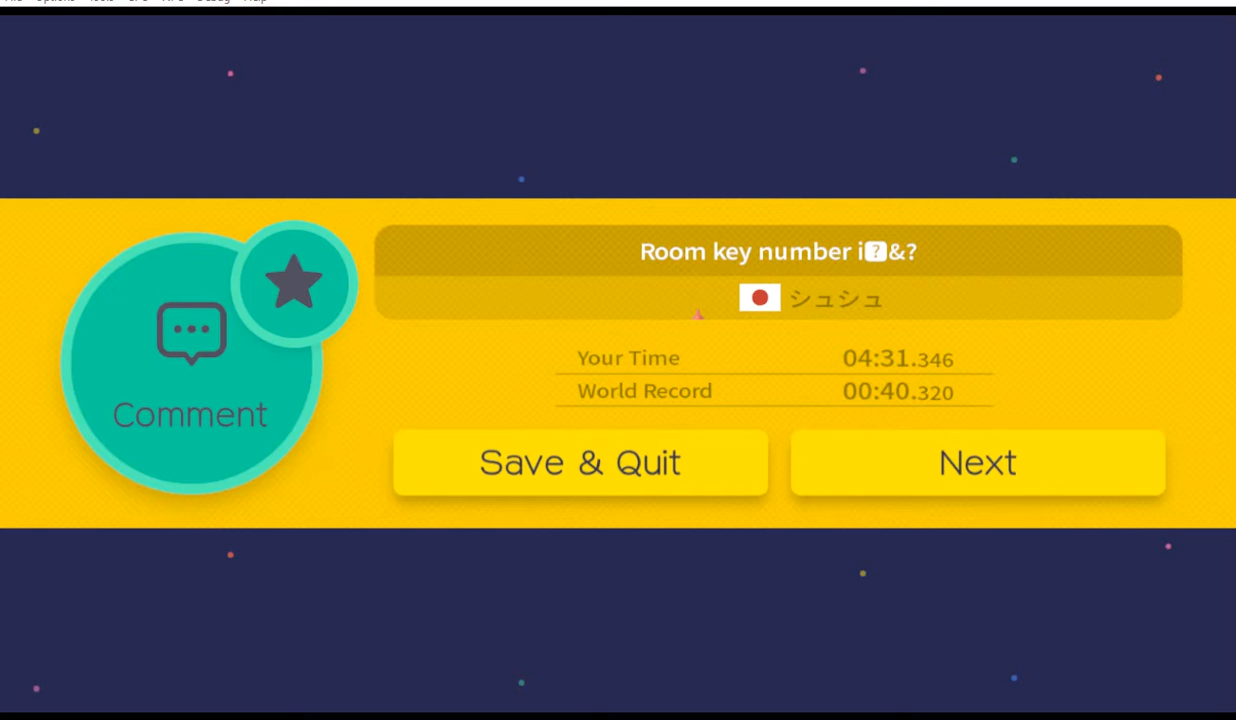 Room key number i?&?
シュシュ
Your Time 04:31.346
World Record 00:40.320
Comment
Save & Quit
Next